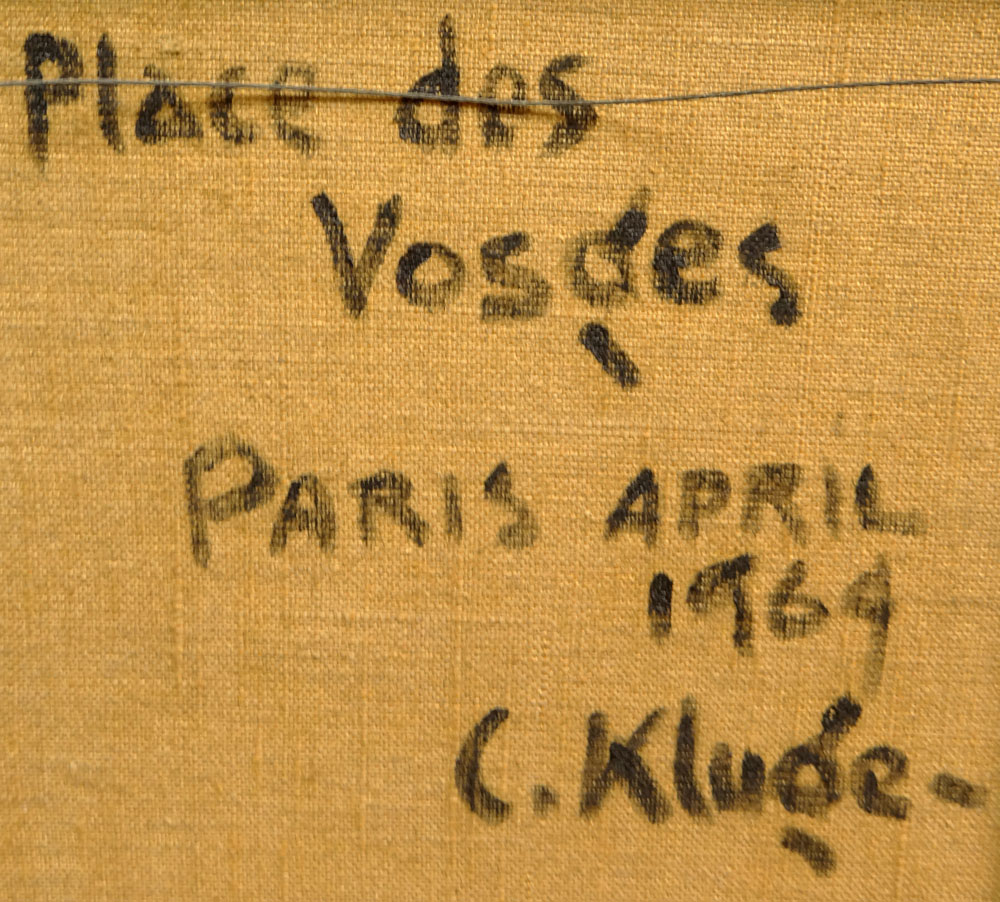 Place des
Vosges
PARIS APRIL
1969
C. Kluge-